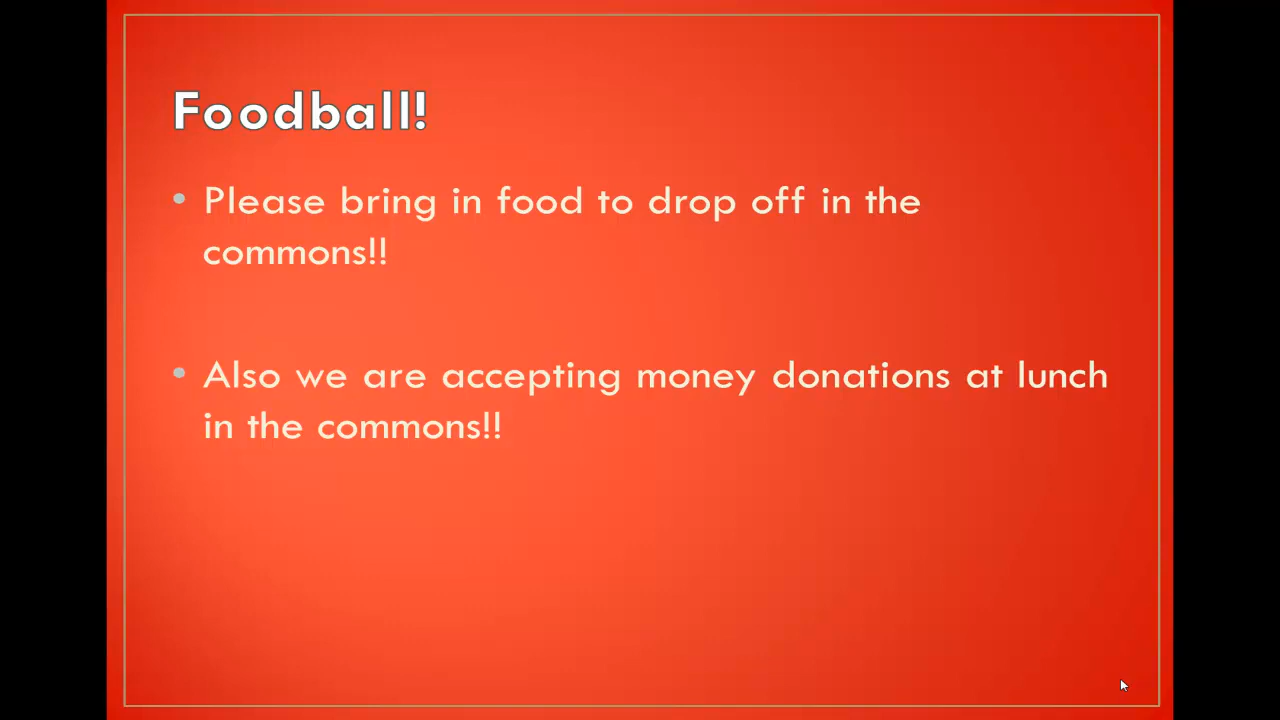 Foodball!
• Please bring in food to drop off in the
commons!!
• Also we are accepting money donations at lunch
in the commons!!